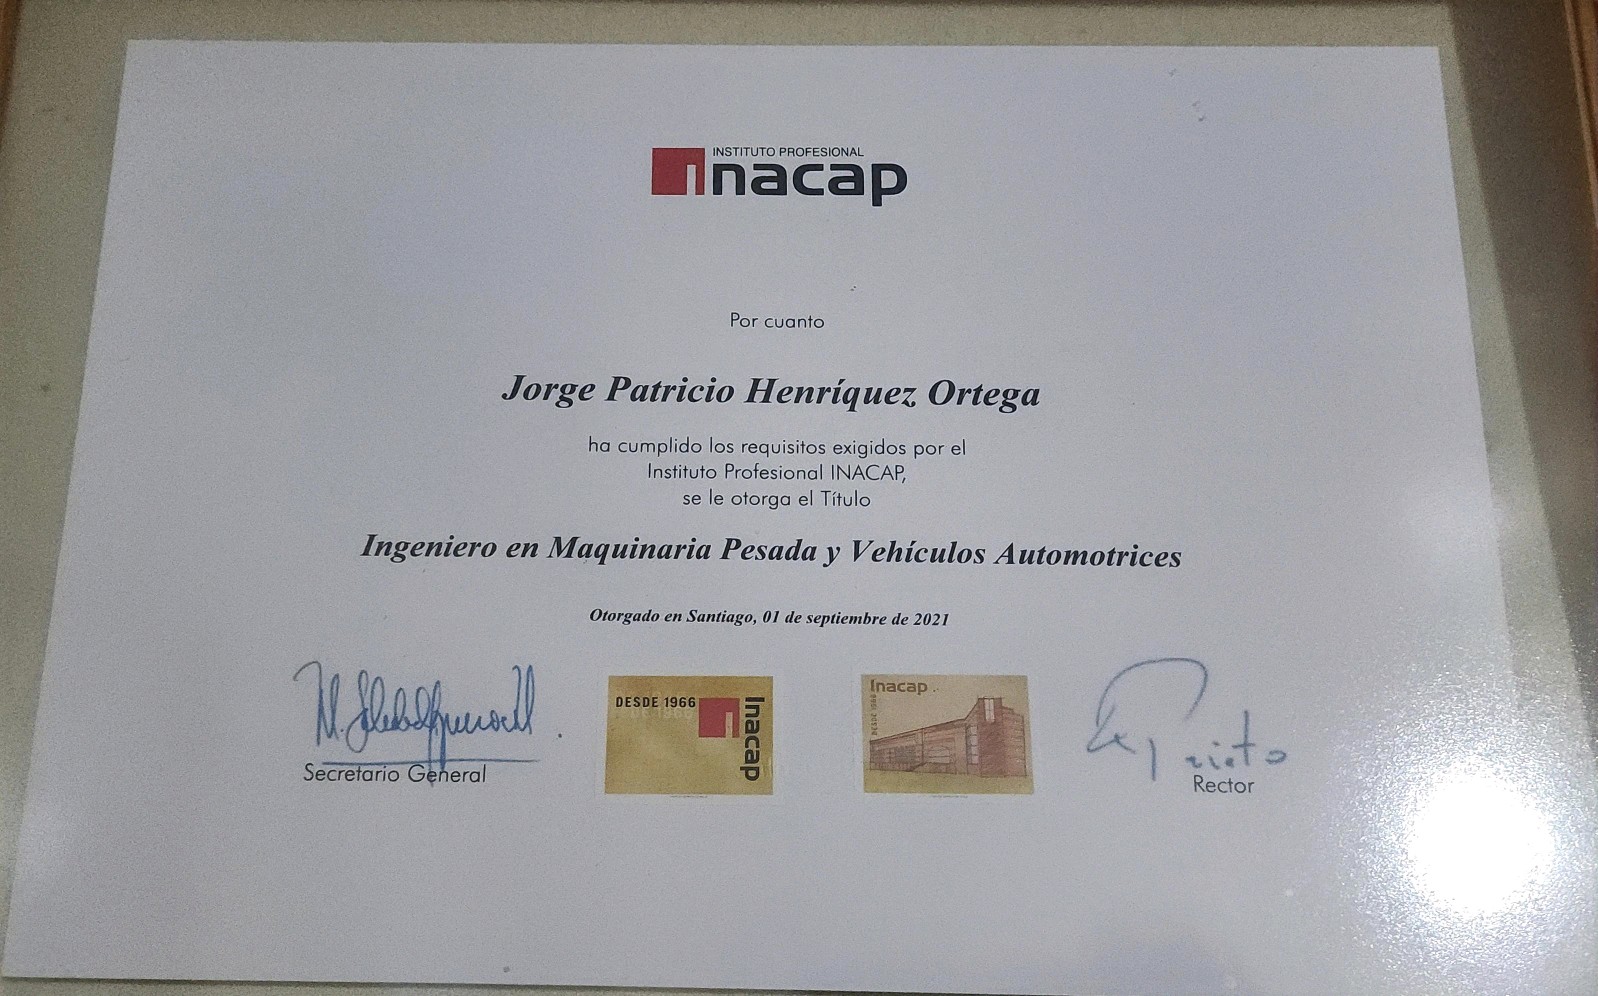 INSTITUTO PROFESIONAL
Inacap
Por cuanto
Jorge Patricio Henríquez Ortega
ha cumplido los requisitos exigidos por el
Instituto Profesional INACAP,
se le otorga el Título
Ingeniero en Maquinaria Pesada y Vehículos Automotrices
Otorgado en Santiago, 01 de septiembre de 2021
DESDE 1966
Inacap
Inacap
DESDE 1966
Secretario General
Rector